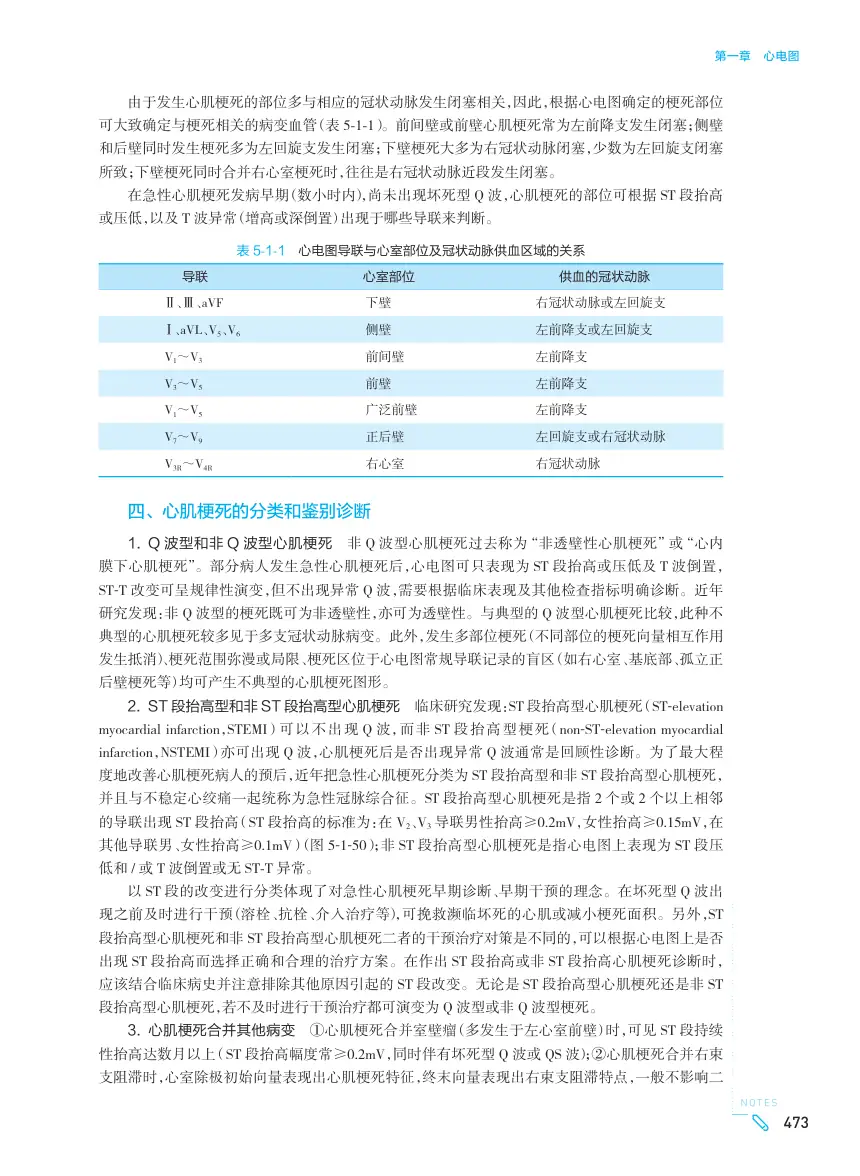 第一章　心电图
由于发生心肌梗死的部位多与相应的冠状动脉发生闭塞相关，因此，根据心电图确定的梗死部位
可大致确定与梗死相关的病变血管（表 5-1-1）。前间壁或前壁心肌梗死常为左前降支发生闭塞；侧壁
和后壁同时发生梗死多为左回旋支发生闭塞；下壁梗死大多为右冠状动脉闭塞，少数为左回旋支闭塞
所致；下壁梗死同时合并右心室梗死时，往往是右冠状动脉近段发生闭塞。
在急性心肌梗死发病早期（数小时内），尚未出现坏死型 Q 波，心肌梗死的部位可根据 ST 段抬高
或压低，以及 T 波异常（增高或深倒置）出现于哪些导联来判断。
表 5-1-1　心电图导联与心室部位及冠状动脉供血区域的关系
导联　心室部位　供血的冠状动脉
Ⅱ、Ⅲ、aVF　下壁　右冠状动脉或左回旋支
Ⅰ、aVL、V₅、V₆　侧壁　左前降支或左回旋支
V₁～V₃　前间壁　左前降支
V₃～V₅　前壁　左前降支
V₁～V₅　广泛前壁　左前降支
V₇～V₉　正后壁　左回旋支或右冠状动脉
V3R～V4R　右心室　右冠状动脉
四、心肌梗死的分类和鉴别诊断
1. Q 波型和非 Q 波型心肌梗死　非 Q 波型心肌梗死过去称为“非透壁性心肌梗死”或“心内
膜下心肌梗死”。部分病人发生急性心肌梗死后，心电图可只表现为 ST 段抬高或压低及 T 波倒置，
ST-T 改变可呈规律性演变，但不出现异常 Q 波，需要根据临床表现及其他检查指标明确诊断。近年
研究发现：非 Q 波型的梗死既可为非透壁性，亦可为透壁性。与典型的 Q 波型心肌梗死比较，此种不
典型的心肌梗死较多见于多支冠状动脉病变。此外，发生多部位梗死（不同部位的梗死向量相互作用
发生抵消）、梗死范围弥漫或局限、梗死区位于心电图常规导联记录的盲区（如右心室、基底部、孤立正
后壁梗死等）均可产生不典型的心肌梗死图形。
2. ST 段抬高型和非 ST 段抬高型心肌梗死　临床研究发现：ST 段抬高型心肌梗死（ST-elevation
myocardial infarction，STEMI）可以不出现 Q 波，而非 ST 段抬高型梗死（non-ST-elevation myocardial
infarction，NSTEMI）亦可出现 Q 波，心肌梗死后是否出现异常 Q 波通常是回顾性诊断。为了最大程
度地改善心肌梗死病人的预后，近年把急性心肌梗死分类为 ST 段抬高型和非 ST 段抬高型心肌梗死，
并且与不稳定心绞痛一起统称为急性冠脉综合征。ST 段抬高型心肌梗死是指 2 个或 2 个以上相邻
的导联出现 ST 段抬高（ST 段抬高的标准为：在 V₂、V₃ 导联男性抬高≥0.2mV，女性抬高≥0.15mV，在
其他导联男、女性抬高≥0.1mV）（图 5-1-50）；非 ST 段抬高型心肌梗死是指心电图上表现为 ST 段压
低和 / 或 T 波倒置或无 ST-T 异常。
以 ST 段的改变进行分类体现了对急性心肌梗死早期诊断、早期干预的理念。在坏死型 Q 波出
现之前及时进行干预（溶栓、抗栓、介入治疗等），可挽救濒临坏死的心肌或减小梗死面积。另外，ST
段抬高型心肌梗死和非 ST 段抬高型心肌梗死二者的干预治疗对策是不同的，可以根据心电图上是否
出现 ST 段抬高而选择正确和合理的治疗方案。在作出 ST 段抬高或非 ST 段抬高心肌梗死诊断时，
应该结合临床病史并注意排除其他原因引起的 ST 段改变。无论是 ST 段抬高型心肌梗死还是非 ST
段抬高型心肌梗死，若不及时进行干预治疗都可演变为 Q 波型或非 Q 波型梗死。
3. 心肌梗死合并其他病变　①心肌梗死合并室壁瘤（多发生于左心室前壁）时，可见 ST 段持续
性抬高达数月以上（ST 段抬高幅度常≥0.2mV，同时伴有坏死型 Q 波或 QS 波）；②心肌梗死合并右束
支阻滞时，心室除极初始向量表现出心肌梗死特征，终末向量表现出右束支阻滞特点，一般不影响二
NOTES
473